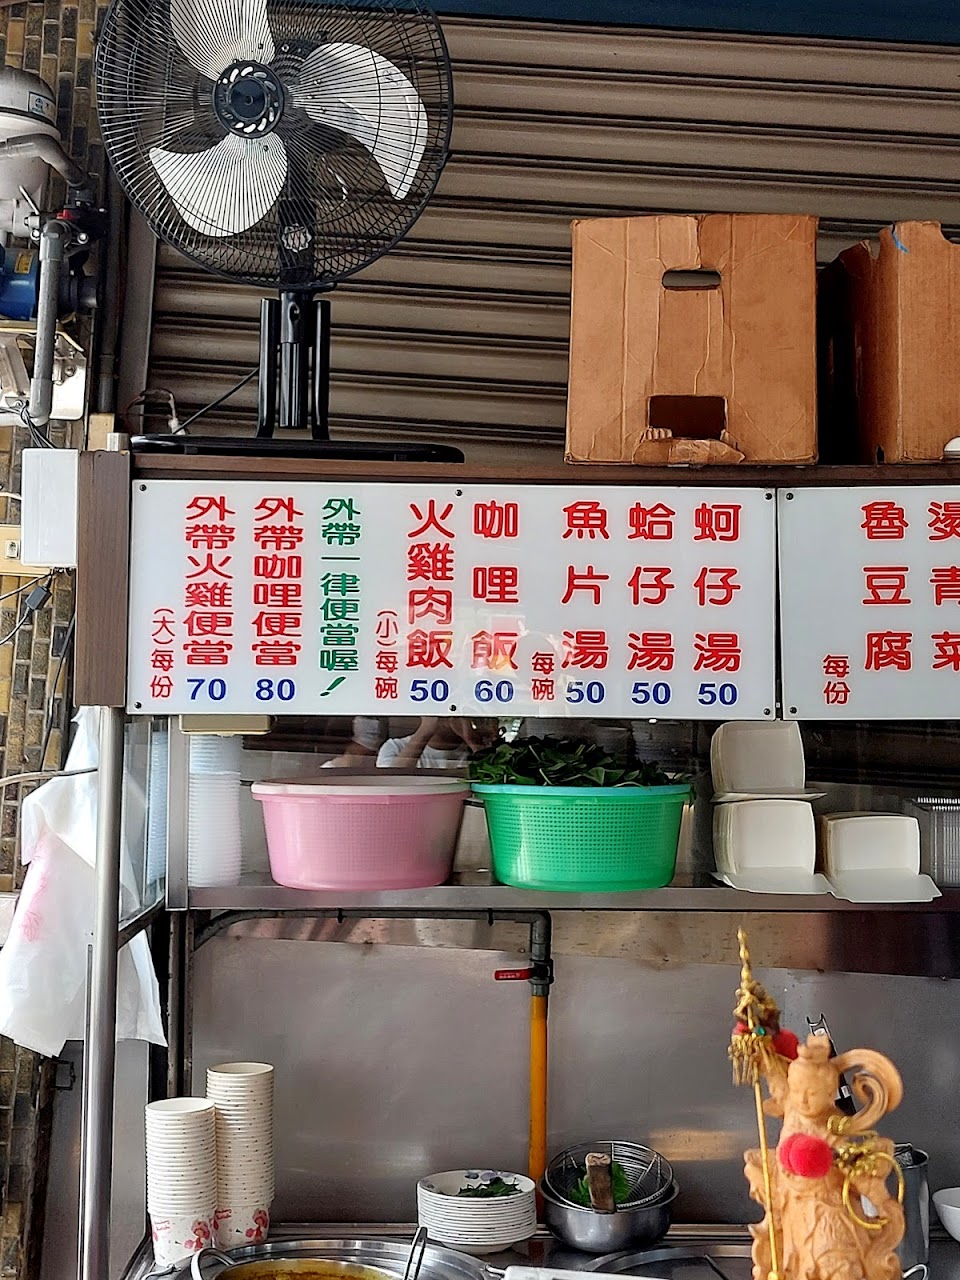 外帶火雞便當
(大)每份 70
外帶咖哩便當
80
外帶一律便當喔！
火雞肉飯
(小)每碗 50
咖哩飯
60
魚片湯
每碗 50
蛤仔湯
50
蚵仔湯
50
魯豆腐
每份
燙青菜